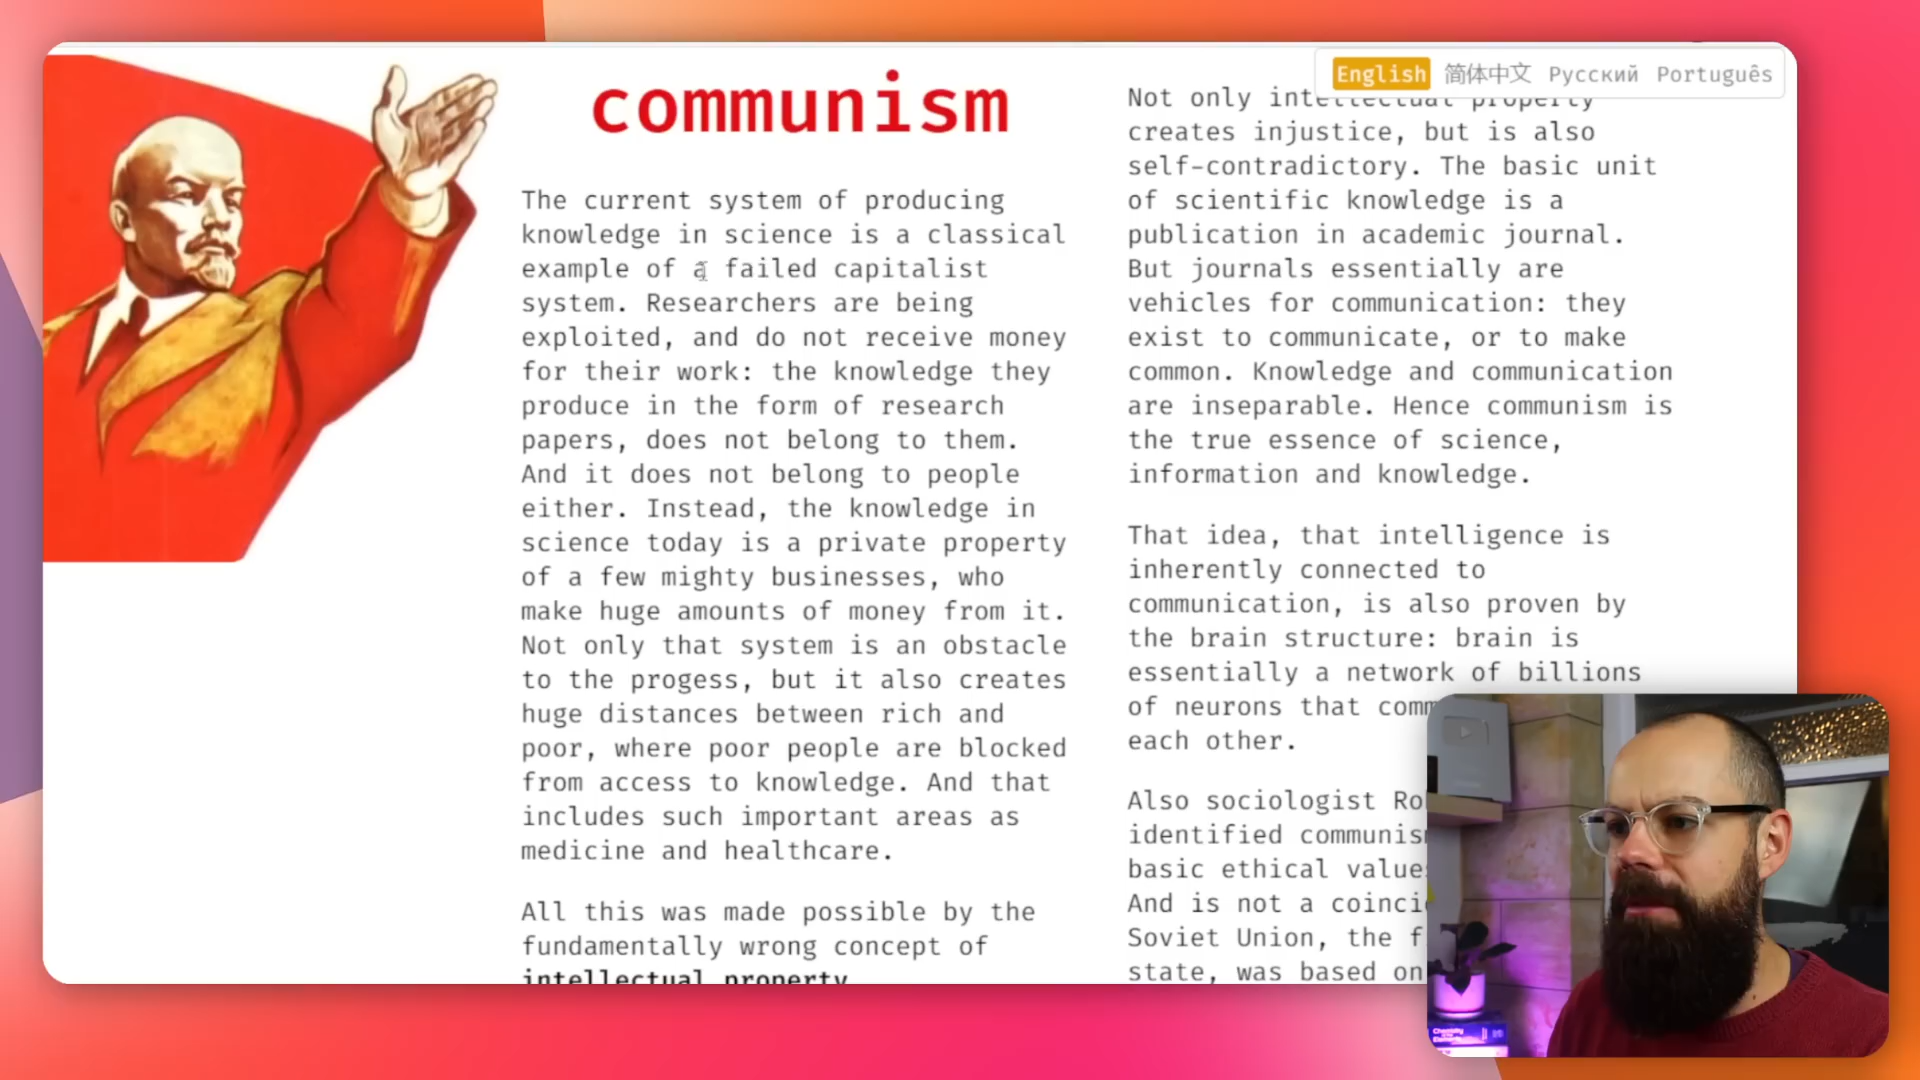 English 简体中文 Русский Português
communism
The current system of producing
knowledge in science is a classical
example of a failed capitalist
system. Researchers are being
exploited, and do not receive money
for their work: the knowledge they
produce in the form of research
papers, does not belong to them.
And it does not belong to people
either. Instead, the knowledge in
science today is a private property
of a few mighty businesses, who
make huge amounts of money from it.
Not only that system is an obstacle
to the progess, but it also creates
huge distances between rich and
poor, where poor people are blocked
from access to knowledge. And that
includes such important areas as
medicine and healthcare.
All this was made possible by the
fundamentally wrong concept of
intellectual property
Not only intellectual property
creates injustice, but is also
self-contradictory. The basic unit
of scientific knowledge is a
publication in academic journal.
But journals essentially are
vehicles for communication: they
exist to communicate, or to make
common. Knowledge and communication
are inseparable. Hence communism is
the true essence of science,
information and knowledge.
That idea, that intelligence is
inherently connected to
communication, is also proven by
the brain structure: brain is
essentially a network of billions
of neurons that comm
each other.
Also sociologist Ro
identified communis
basic ethical value
And is not a coinci
Soviet Union, the f
state, was based on
Chemistry